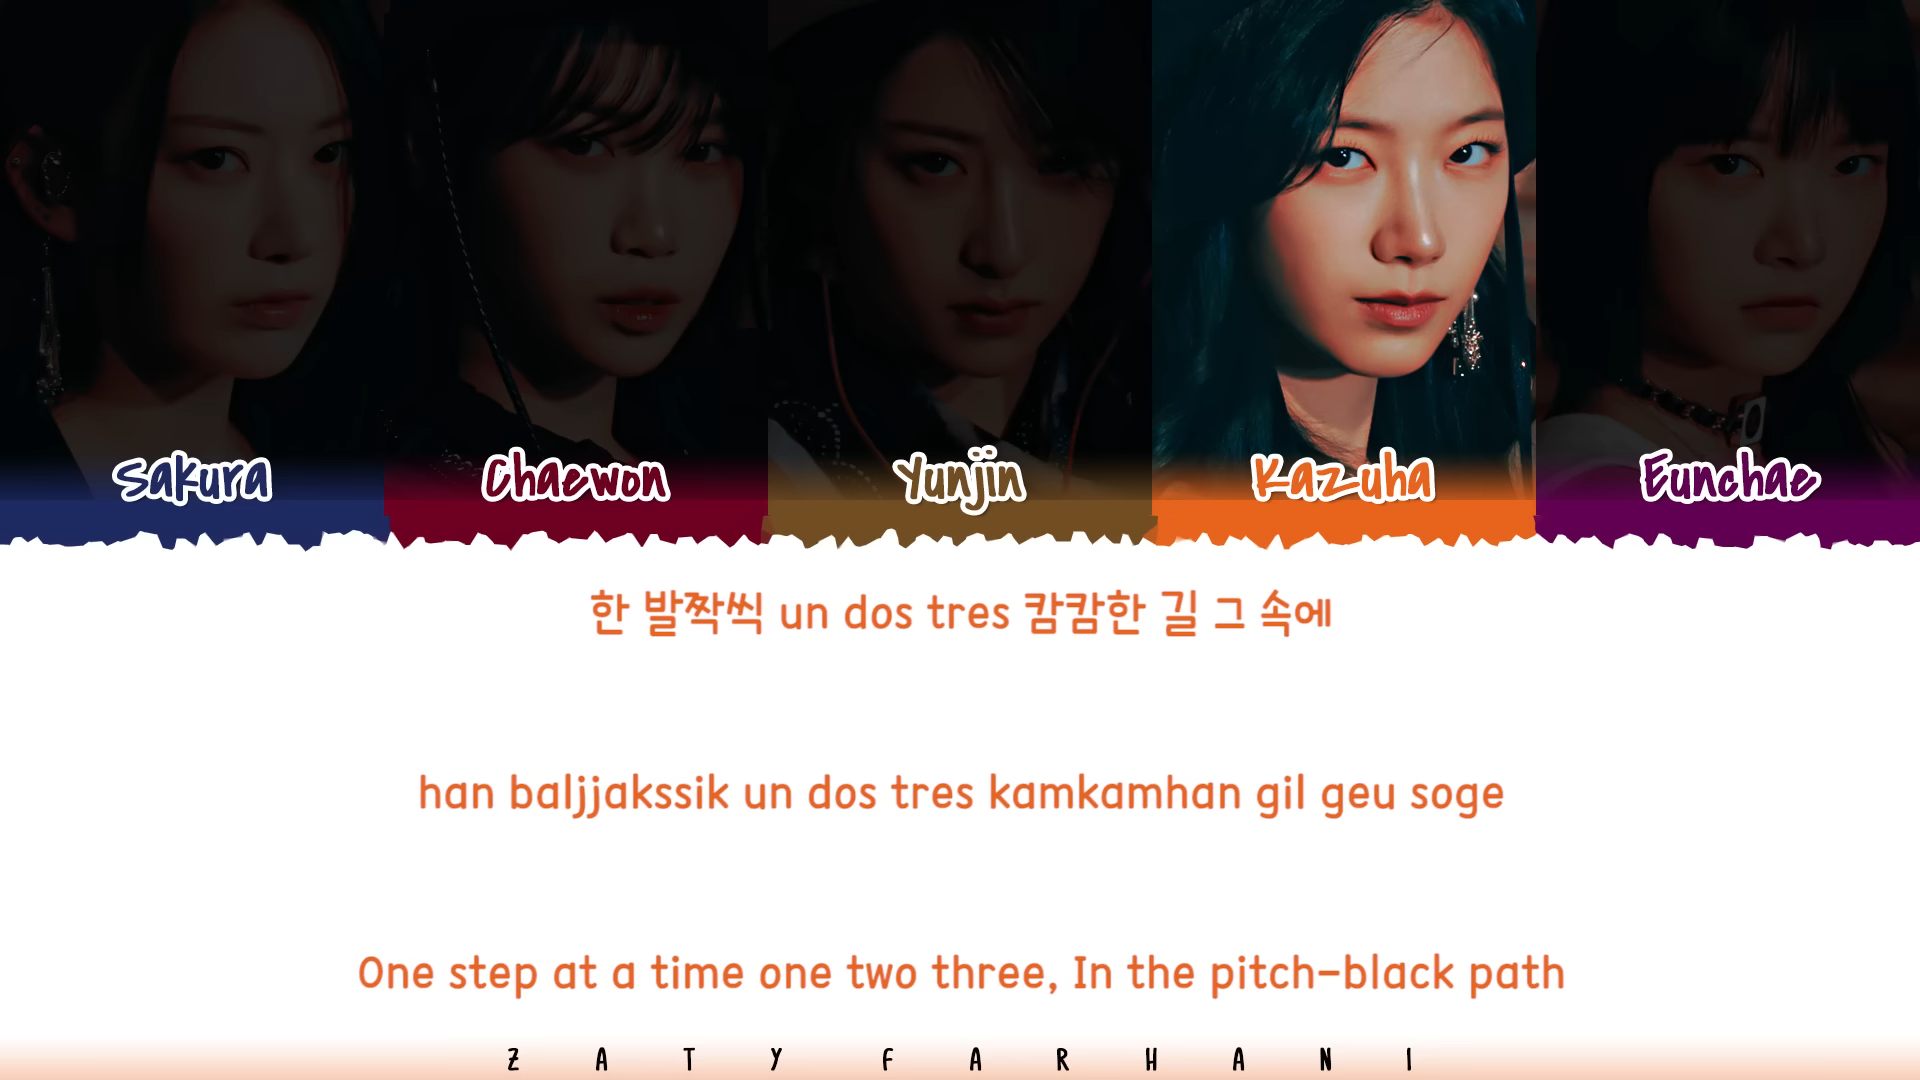 Sakura Chaewon Yunjin Kazuha Eunchae
한 발짝씩 un dos tres 캄캄한 길 그 속에
han baljjakssik un dos tres kamkamhan gil geu soge
One step at a time one two three, In the pitch-black path
ZATY FARHANI